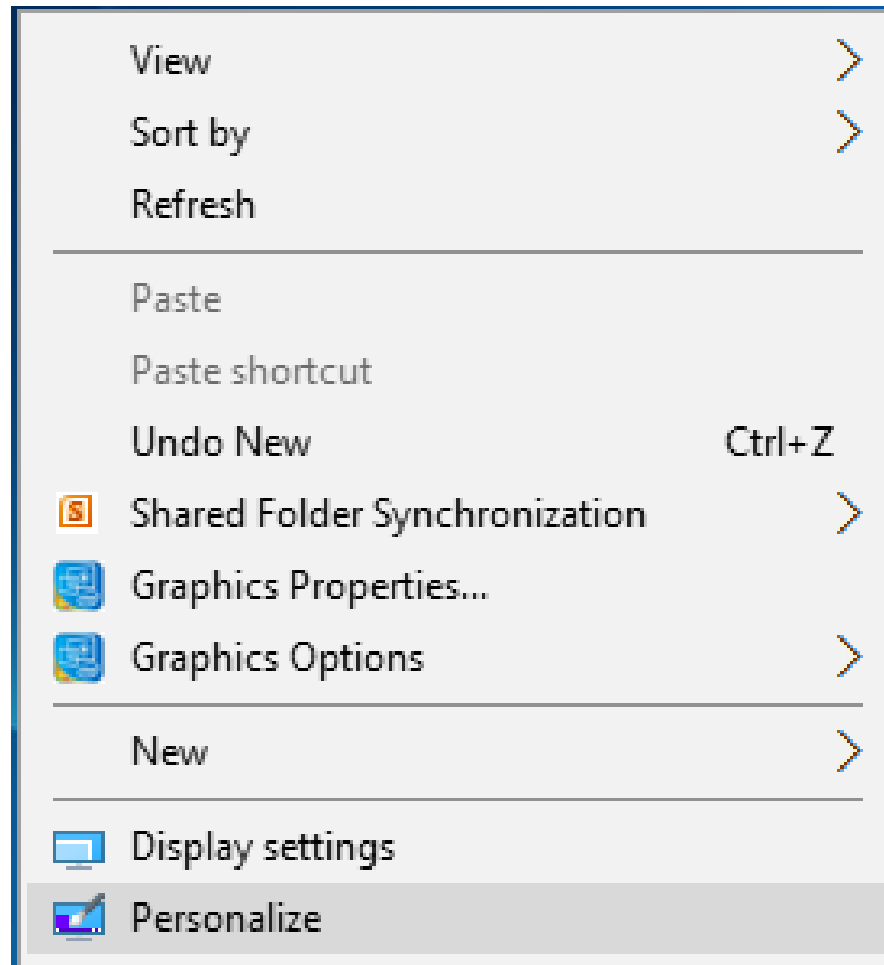 View
Sort by
Refresh
Paste
Paste shortcut
Undo New Ctrl+Z
Shared Folder Synchronization
Graphics Properties...
Graphics Options
New
Display settings
Personalize